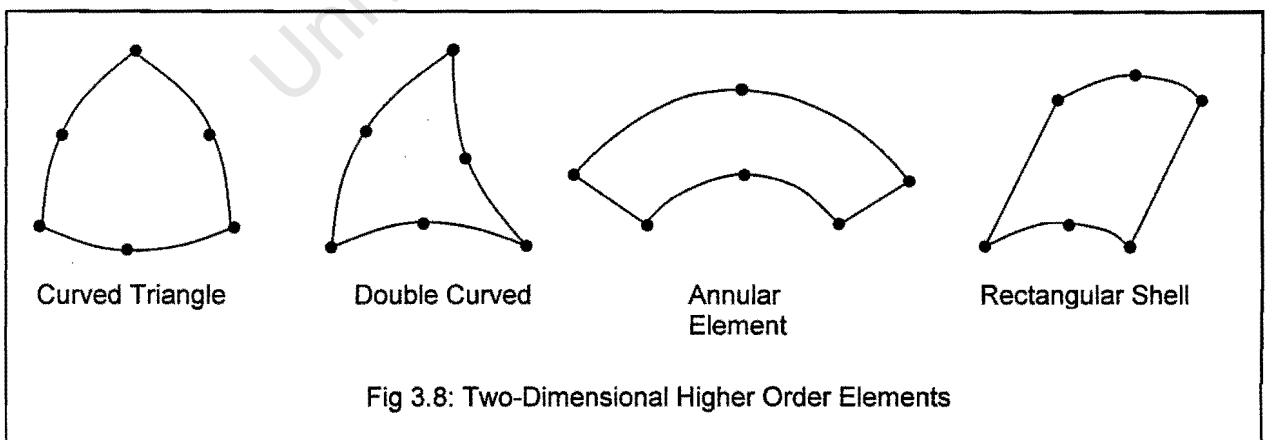 Curved Triangle
Double Curved
Annular
Element
Rectangular Shell
Fig 3.8: Two-Dimensional Higher Order Elements